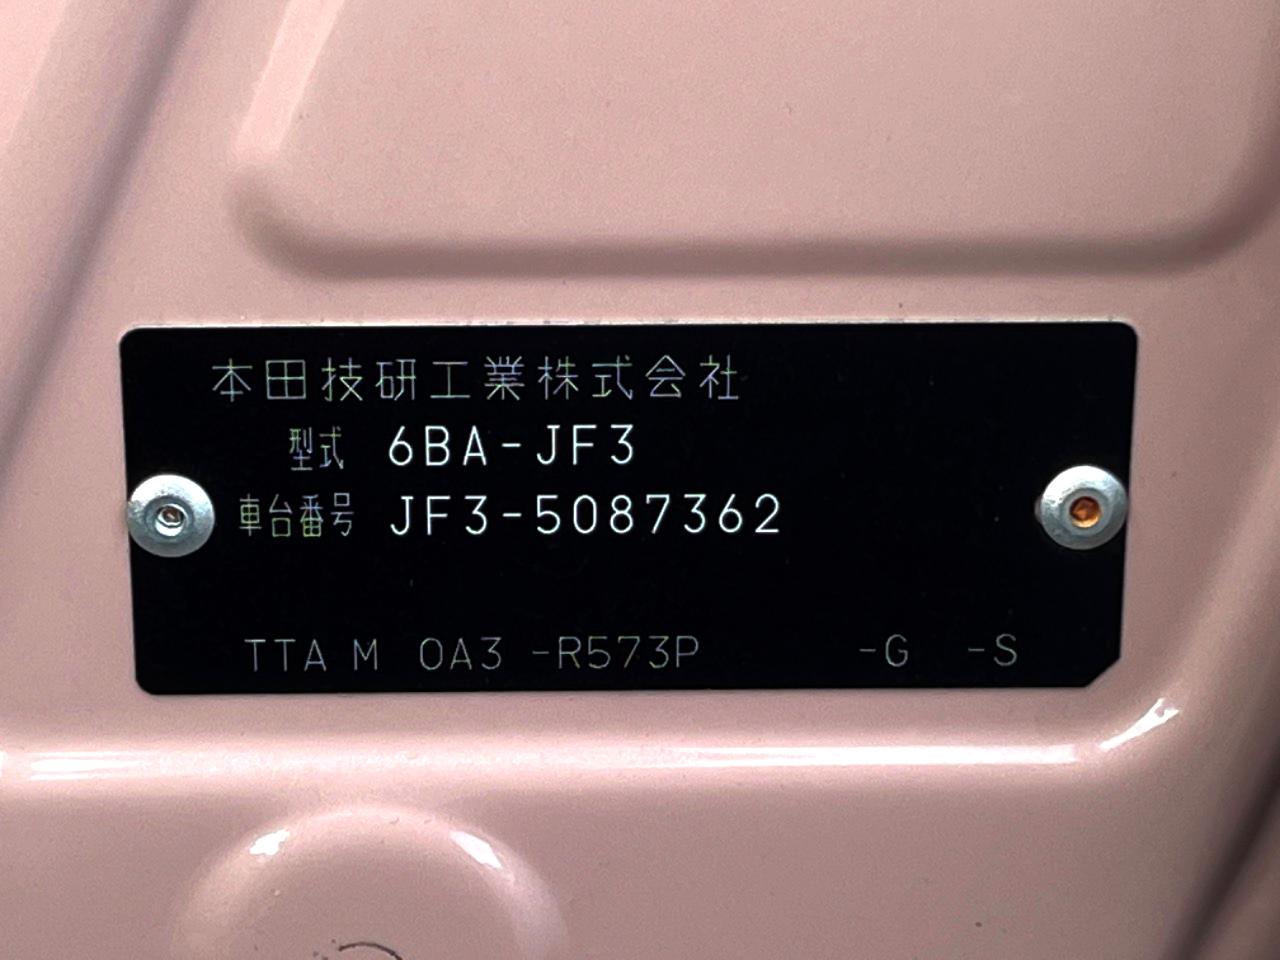 本田技研工業株式会社
型式 6BA-JF3
車台番号 JF3-5087362
TTA M 0A3 -R573P -G -S